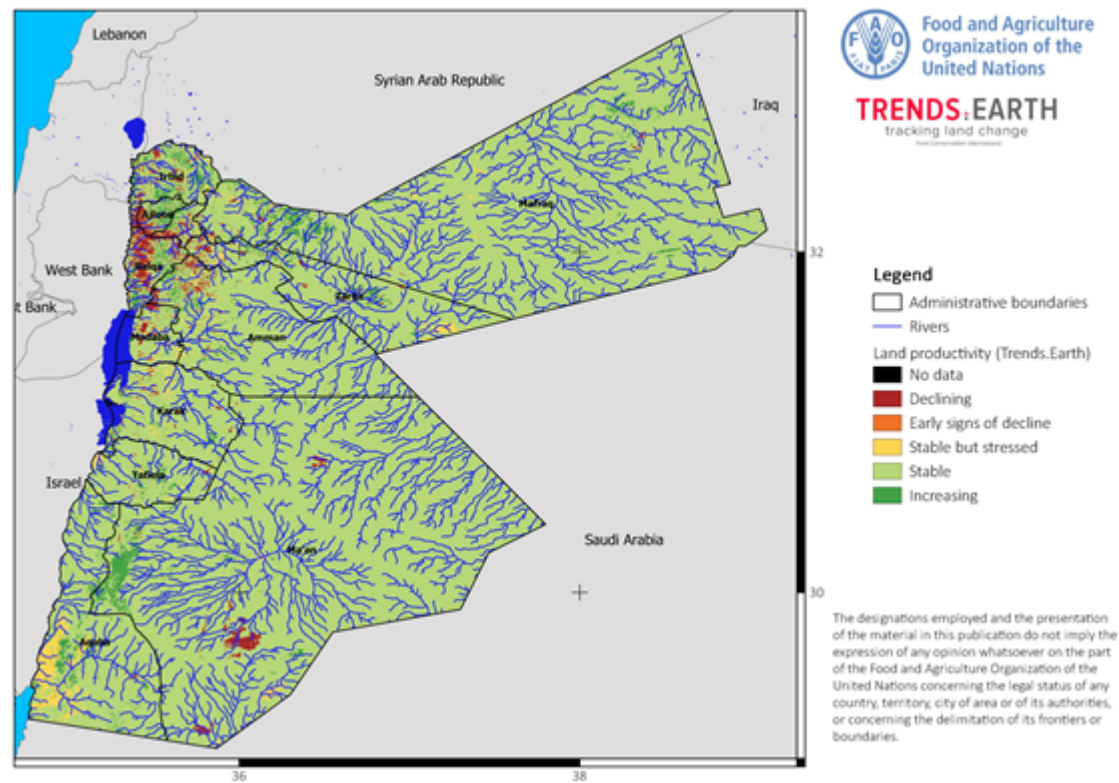 Lebanon
Syrian Arab Republic
Iraq
Irbid
Ajloun
Mafraq
West Bank
Balqa
t Bank
Zarqa
Madaba
Amman
Karak
Israel
Tafiela
Ma'an
Saudi Arabia
Aqaba
32
30
36
38
FAO
FIAT PANIS
Food and Agriculture
Organization of the
United Nations
TRENDS.EARTH
tracking land change
from Conservation International
Legend
Administrative boundaries
Rivers
Land productivity (Trends.Earth)
No data
Declining
Early signs of decline
Stable but stressed
Stable
Increasing
The designations employed and the presentation
of the material in this publication do not imply the
expression of any opinion whatsoever on the part
of the Food and Agriculture Organization of the
United Nations concerning the legal status of any
country, territory, city of area or of its authorities,
or concerning the delimitation of its frontiers or
boundaries.